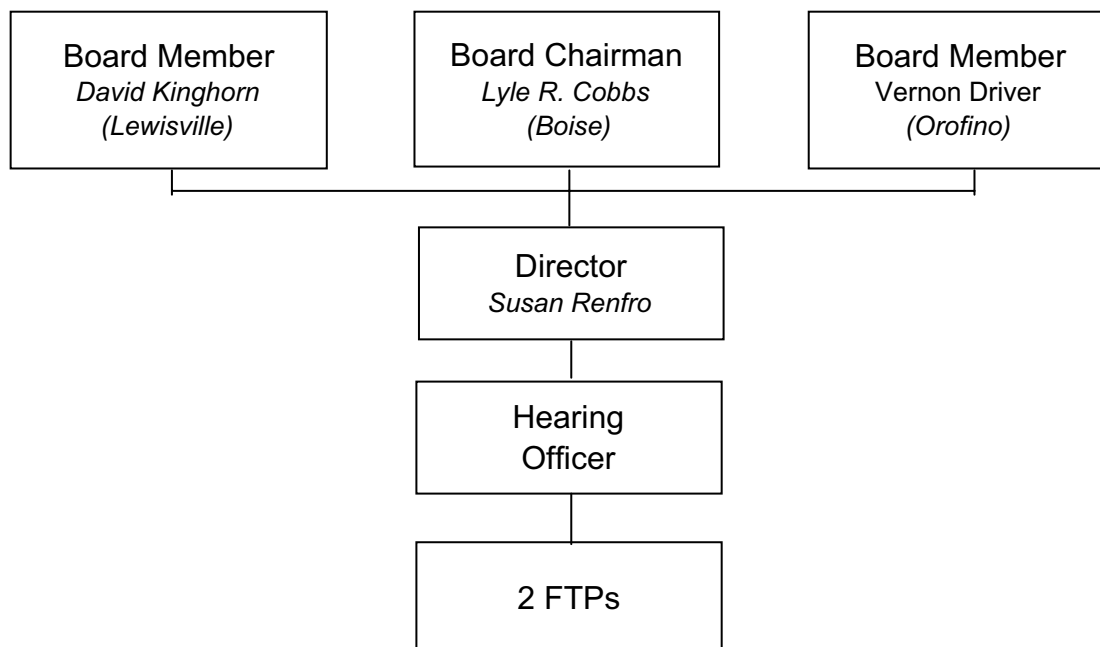 Board Member
David Kinghorn
(Lewisville)
Board Chairman
Lyle R. Cobbs
(Boise)
Board Member
Vernon Driver
(Orofino)
Director
Susan Renfro
Hearing
Officer
2 FTPs